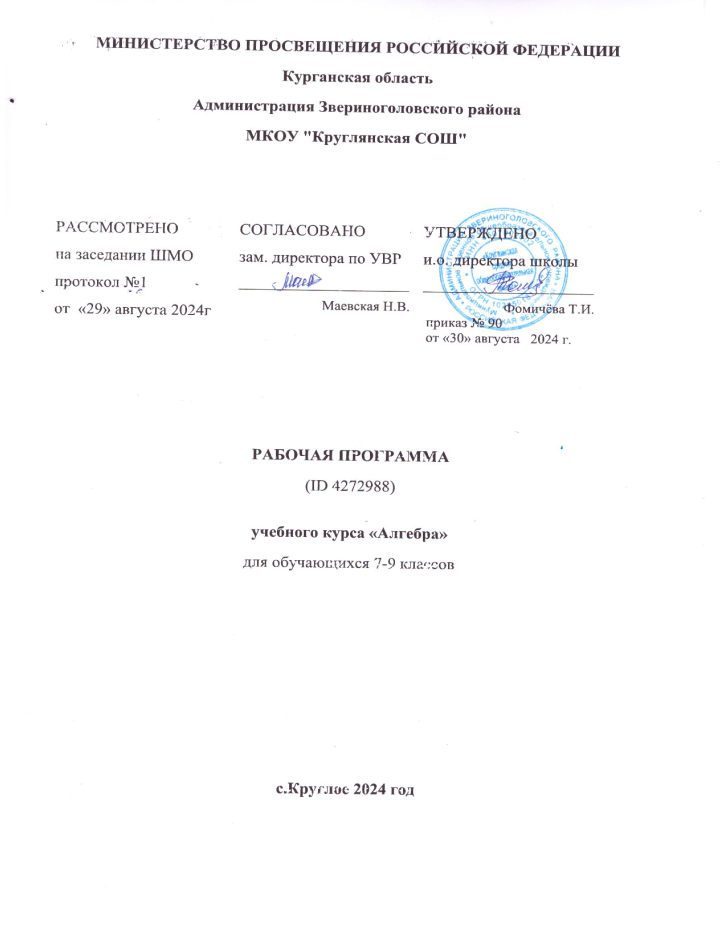 МИНИСТЕРСТВО ПРОСВЕЩЕНИЯ РОССИЙСКОЙ ФЕДЕРАЦИИ
Курганская область
Администрация Звериноголовского района
МКОУ "Круглянская СОШ"
РАССМОТРЕНО
на заседании ШМО
протокол №1
от «29» августа 2024г
СОГЛАСОВАНО
зам. директора по УВР
Маевская Н.В.
УТВЕРЖДЕНО
и.о. директора школы
Фомичёва Т.И.
приказ № 90
от «30» августа 2024 г.
РАБОЧАЯ ПРОГРАММА
(ID 4272988)
учебного курса «Алгебра»
для обучающихся 7-9 классов
с.Круглое 2024 год